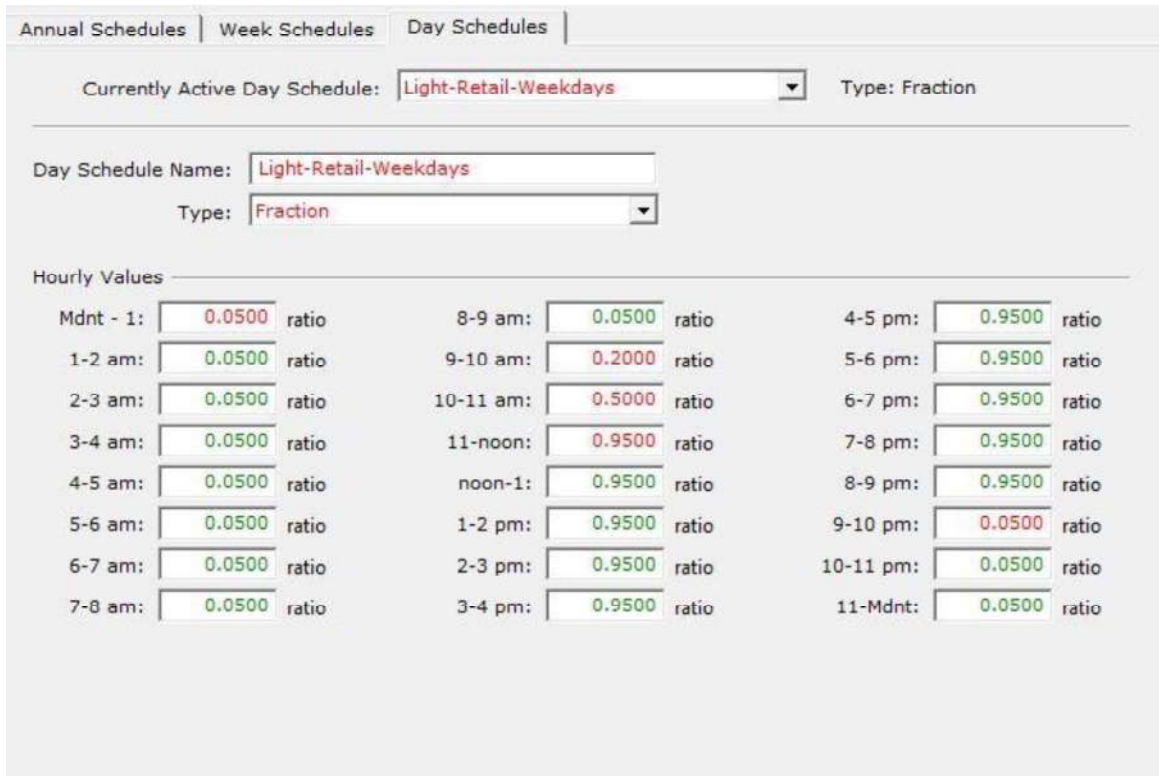 Annual Schedules Week Schedules Day Schedules
Currently Active Day Schedule: Light-Retail-Weekdays Type: Fraction
Day Schedule Name: Light-Retail-Weekdays
Type: Fraction
Hourly Values
Mdnt - 1: 0.0500 ratio 8-9 am: 0.0500 ratio 4-5 pm: 0.9500 ratio
1-2 am: 0.0500 ratio 9-10 am: 0.2000 ratio 5-6 pm: 0.9500 ratio
2-3 am: 0.0500 ratio 10-11 am: 0.5000 ratio 6-7 pm: 0.9500 ratio
3-4 am: 0.0500 ratio 11-noon: 0.9500 ratio 7-8 pm: 0.9500 ratio
4-5 am: 0.0500 ratio noon-1: 0.9500 ratio 8-9 pm: 0.9500 ratio
5-6 am: 0.0500 ratio 1-2 pm: 0.9500 ratio 9-10 pm: 0.0500 ratio
6-7 am: 0.0500 ratio 2-3 pm: 0.9500 ratio 10-11 pm: 0.0500 ratio
7-8 am: 0.0500 ratio 3-4 pm: 0.9500 ratio 11-Mdnt: 0.0500 ratio